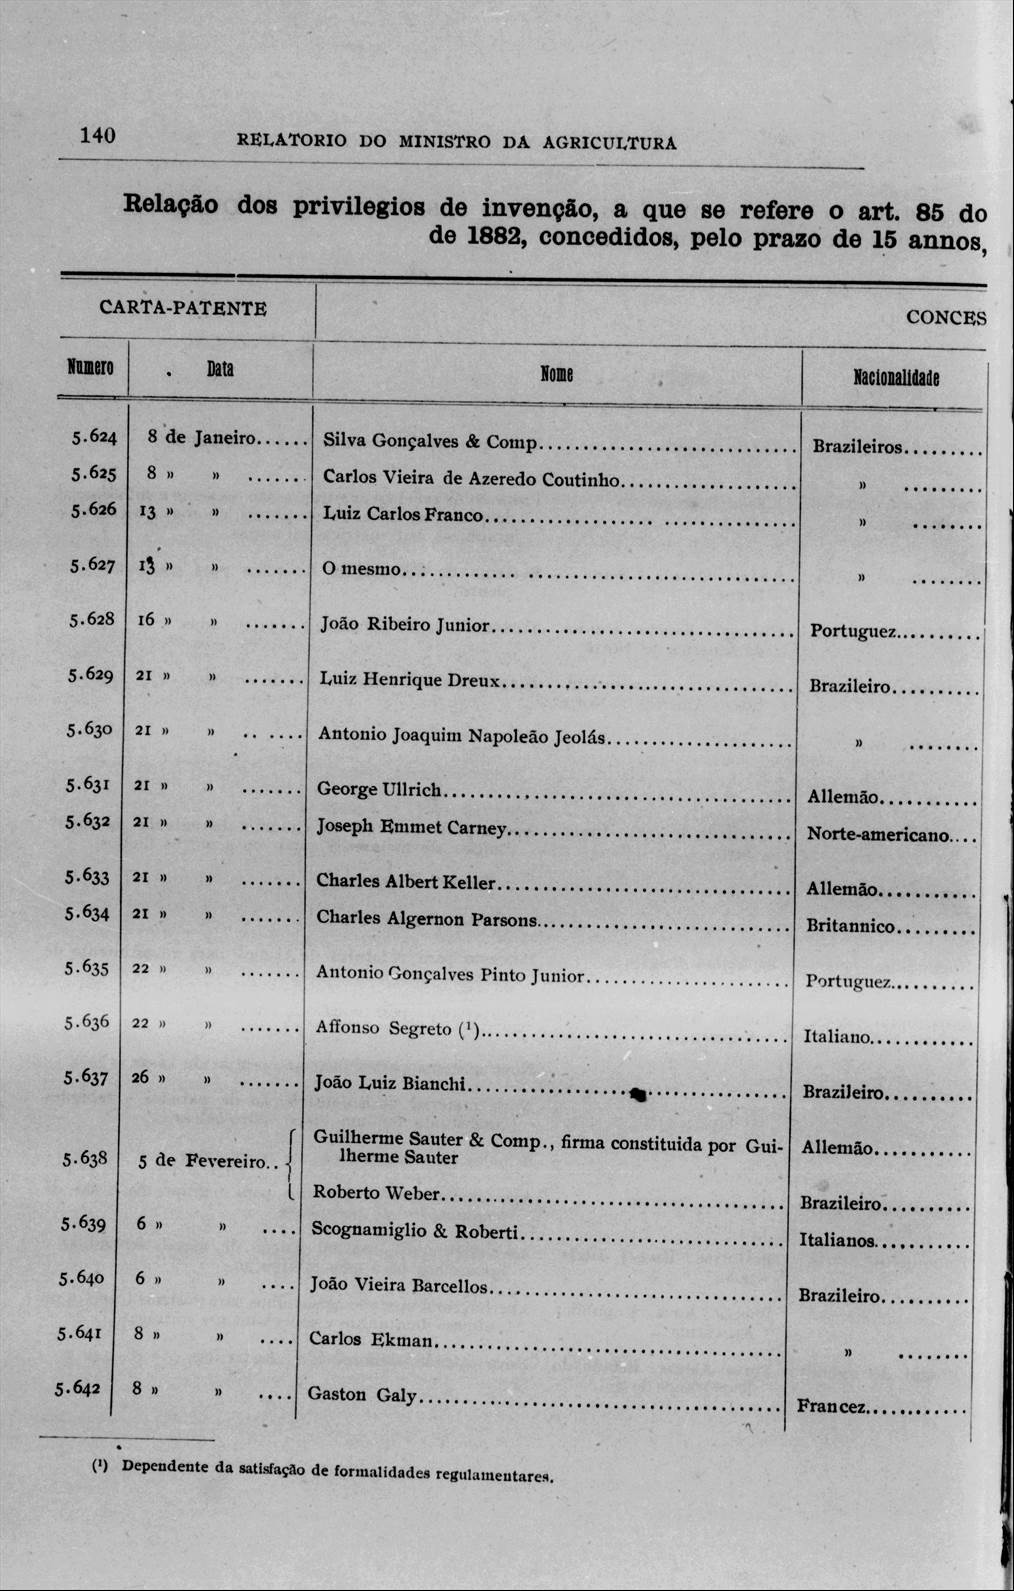 140 RELATORIO DO MINISTRO DA AGRICULTURA
Relação dos privilegios de invenção, a que se refere o art. 85 do
de 1882, concedidos, pelo prazo de 15 annos,
CARTA-PATENTE CONCES
Numero Data Nome Nacionalidade
5.624 8 de Janeiro...... Silva Gonçalves & Comp............................ Brazileiros.........
5.625 8 » » ....... Carlos Vieira de Azeredo Coutinho................... » .........
5.626 13 » » ....... Luiz Carlos Franco.................. ............... » ........
5.627 13 » » ....... O mesmo............. ............................. » ........
5.628 16 » » ....... João Ribeiro Junior................................. Portuguez..........
5.629 21 » » ....... Luiz Henrique Dreux................................ Brazileiro..........
5.630 21 » » .. .... Antonio Joaquim Napoleão Jeolás.................... » ........
5.631 21 » » ....... George Ullrich...................................... Allemão...........
5.632 21 » » ....... Joseph Emmet Carney............................... Norte-americano....
5.633 21 » » ....... Charles Albert Keller................................ Allemão...........
5.634 21 » » ....... Charles Algernon Parsons............................ Britannico.........
5.635 22 » » ....... Antonio Gonçalves Pinto Junior...................... Portuguez..........
5.636 22 » » ....... Affonso Segreto (¹)................................. Italiano............
5.637 26 » » ....... João Luiz Bianchi................................... Brazileiro..........
5.638 5 de Fevereiro.. { Guilherme Sauter & Comp., firma constituida por Gui-
lherme Sauter Allemão...........
Roberto Weber..................................... Brazileiro..........
5.639 6 » » .... Scognamiglio & Roberti............................. Italianos...........
5.640 6 » » .... João Vieira Barcellos................................ Brazileiro..........
5.641 8 » » .... Carlos Ekman...................................... » ........
5.642 8 » » .... Gaston Galy........................................ Francez............
(¹) Dependente da satisfação de formalidades regulamentares.